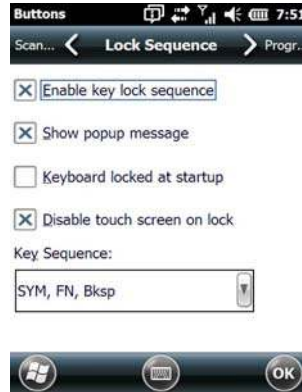 Buttons 7:51
Scan... Lock Sequence Progr...
Enable key lock sequence
Show popup message
Keyboard locked at startup
Disable touch screen on lock
Key Sequence:
SYM, FN, Bksp
OK